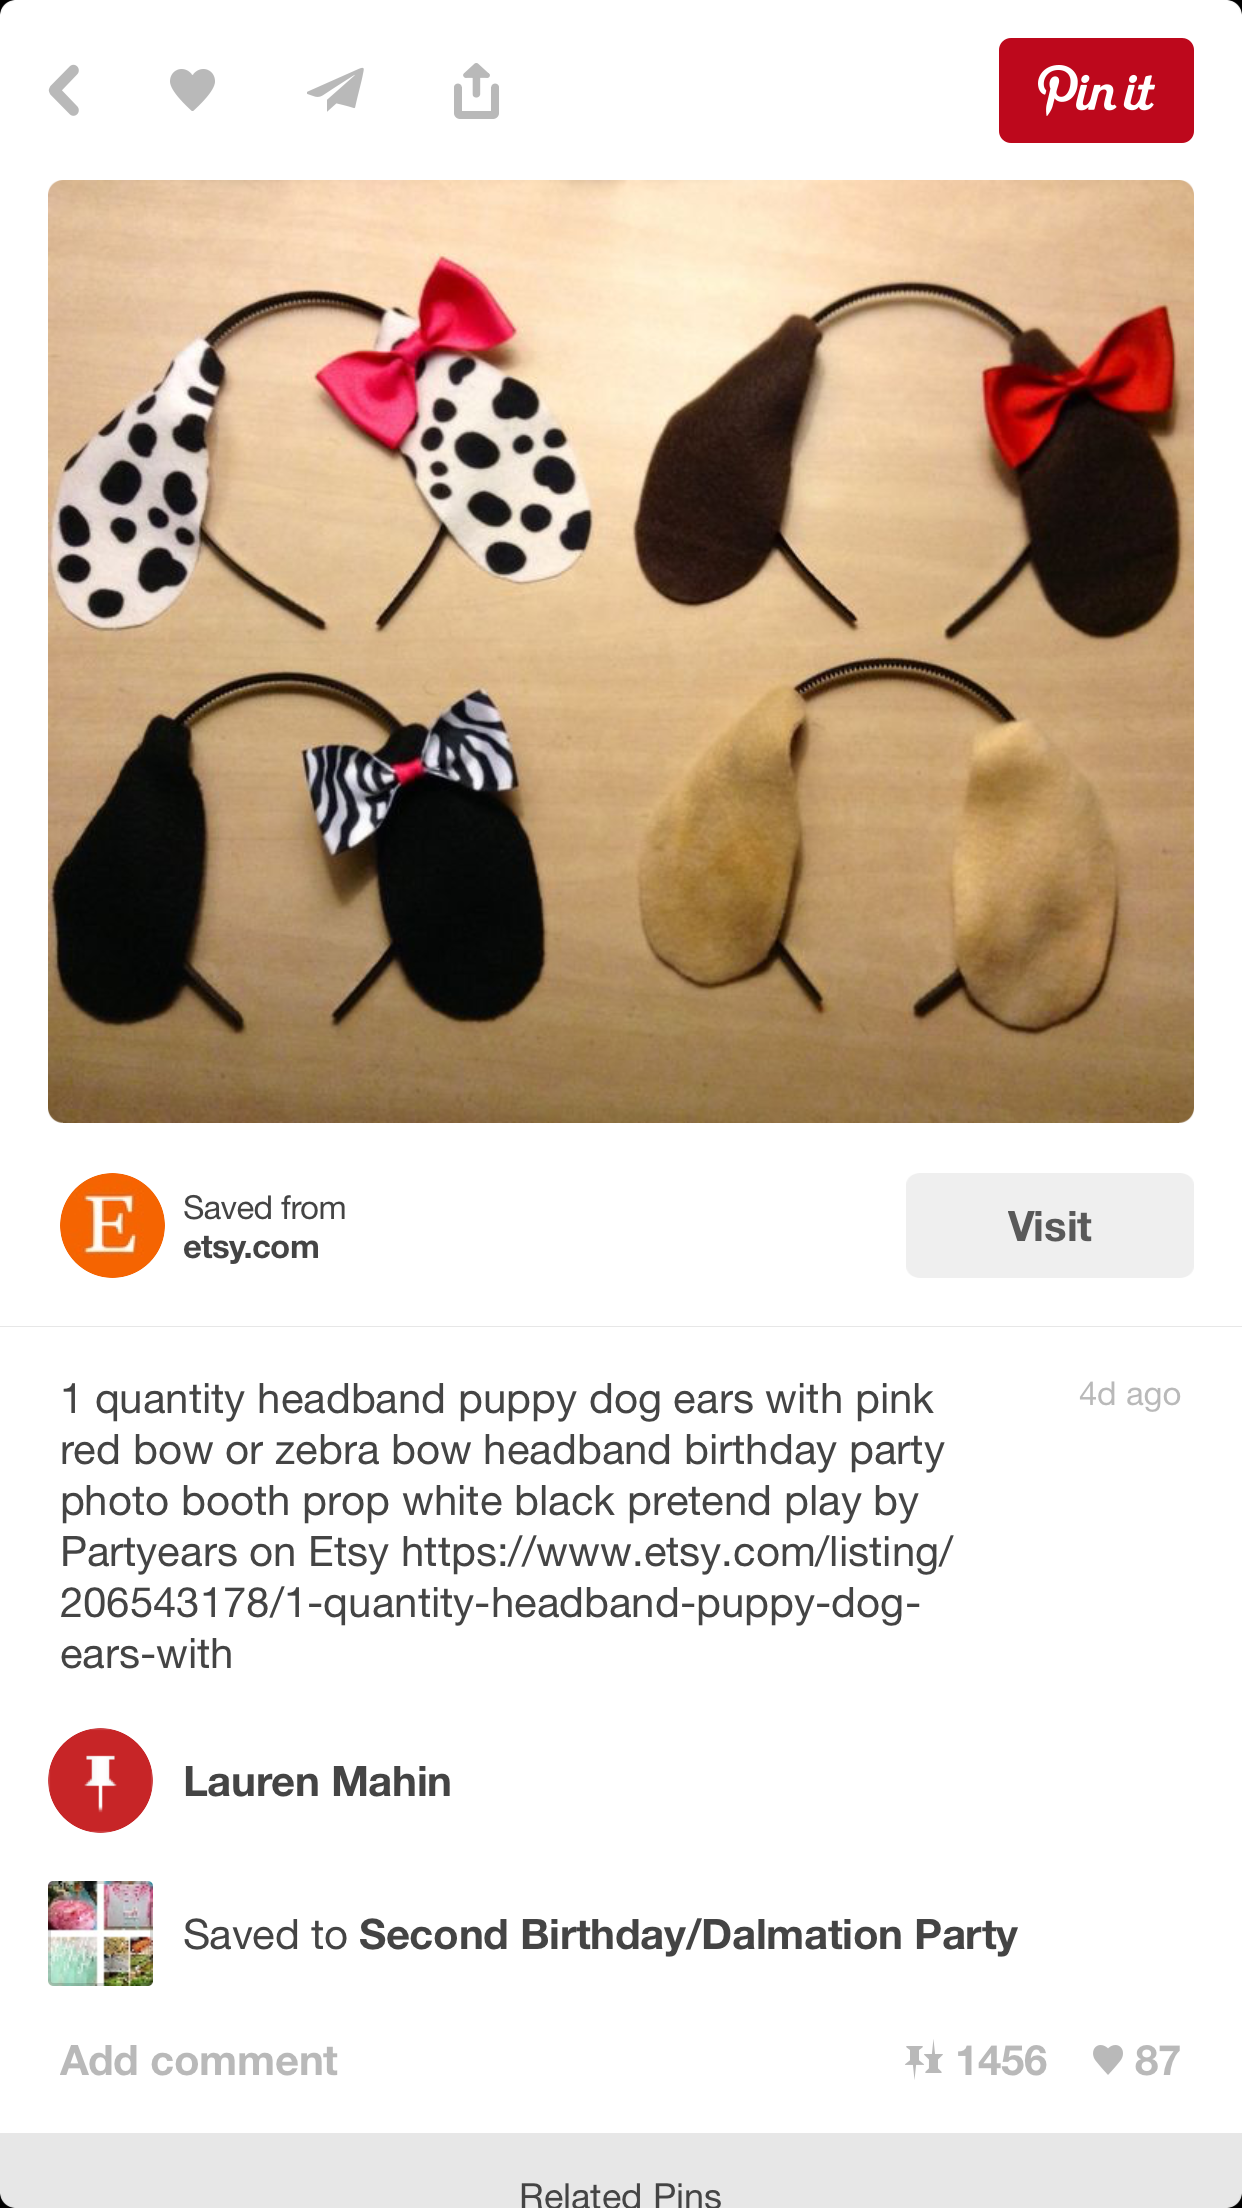 Pin it
E
Saved from
etsy.com
Visit
1 quantity headband puppy dog ears with pink
red bow or zebra bow headband birthday party
photo booth prop white black pretend play by
Partyears on Etsy https://www.etsy.com/listing/
206543178/1-quantity-headband-puppy-dog-
ears-with
4d ago
Lauren Mahin
Saved to Second Birthday/Dalmation Party
Add comment
1456
87
Related Pins